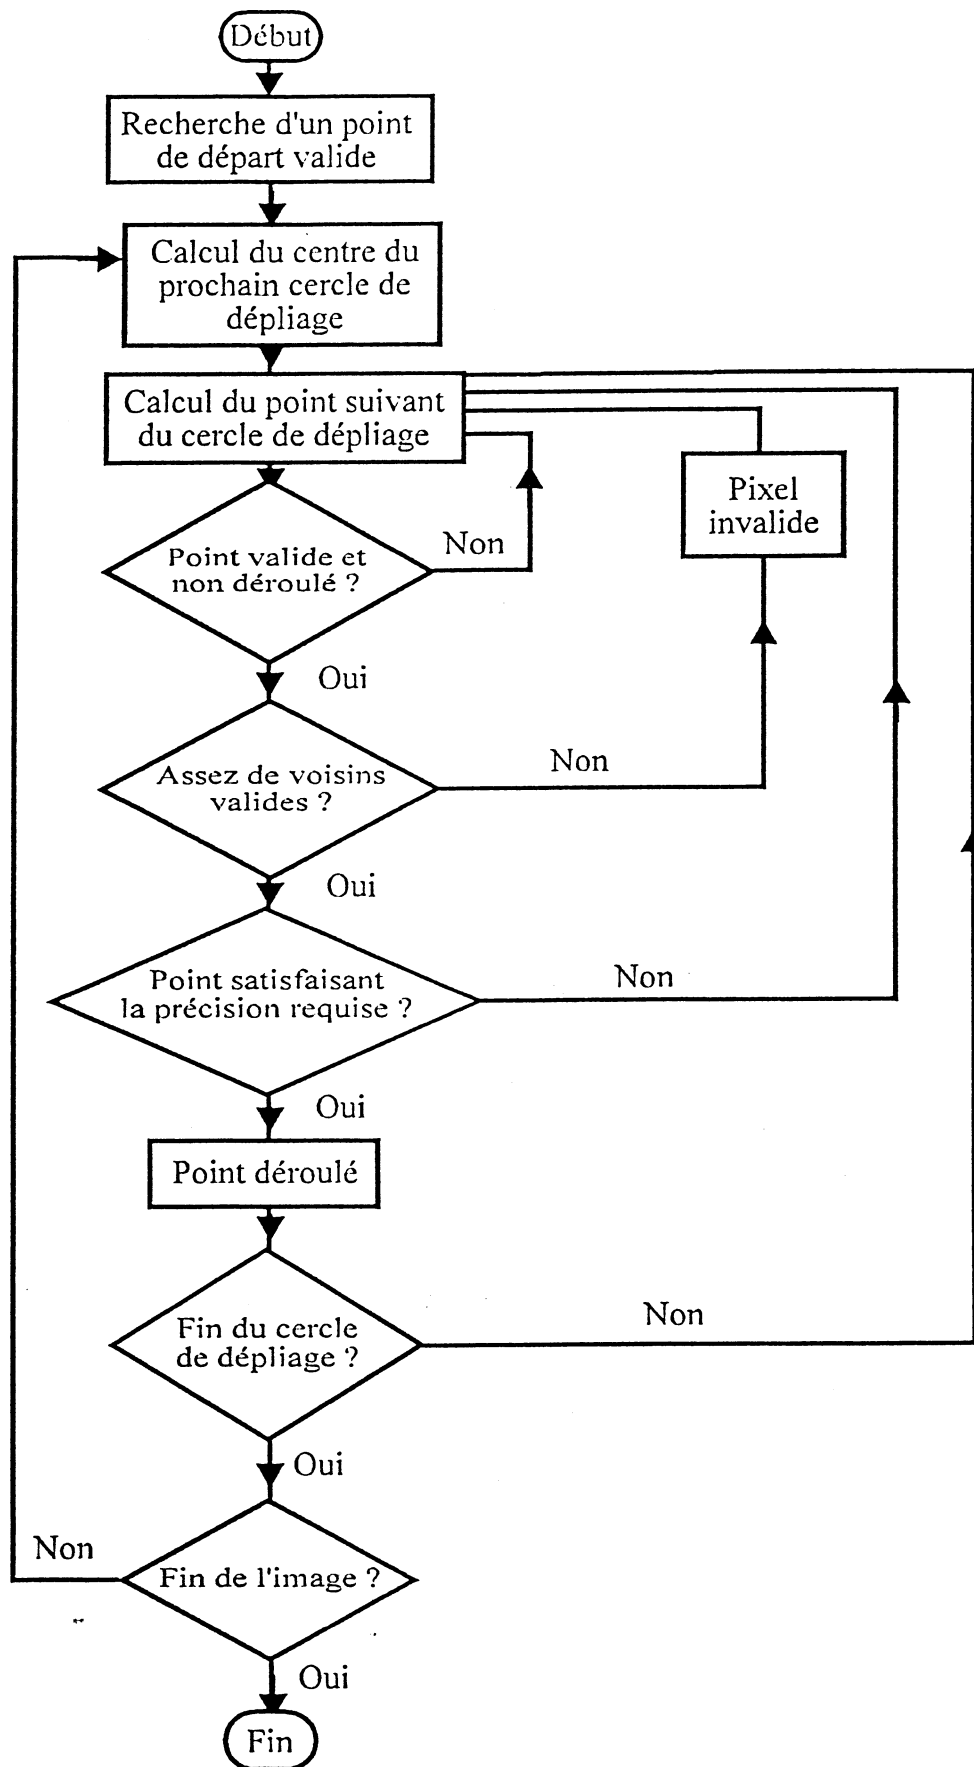 Début
Recherche d'un point
de départ valide
Calcul du centre du
prochain cercle de
dépliage
Calcul du point suivant
du cercle de dépliage
Pixel
invalide
Point valide et
non déroulé ?
Non
Oui
Assez de voisins
valides ?
Non
Oui
Point satisfaisant
la précision requise ?
Non
Oui
Point déroulé
Fin du cercle
de dépliage ?
Non
Oui
Non
Fin de l'image ?
Oui
Fin